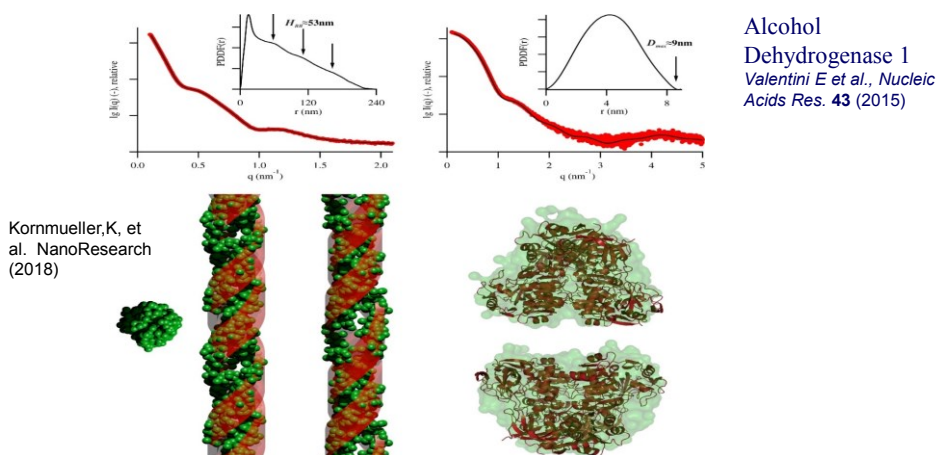 H_BB≈53nm
PDDF(r)
0
120
240
r (nm)
lg I(q) (-), relative
0.0
0.5
1.0
1.5
2.0
q (nm⁻¹)
D_max≈9nm
PDDF(r)
0
4
8
r (nm)
lg I(q) (-), relative
0
1
2
3
4
5
q (nm⁻¹)
Alcohol
Dehydrogenase 1
Valentini E et al., Nucleic
Acids Res. 43 (2015)
Kornmueller,K, et
al. NanoResearch
(2018)